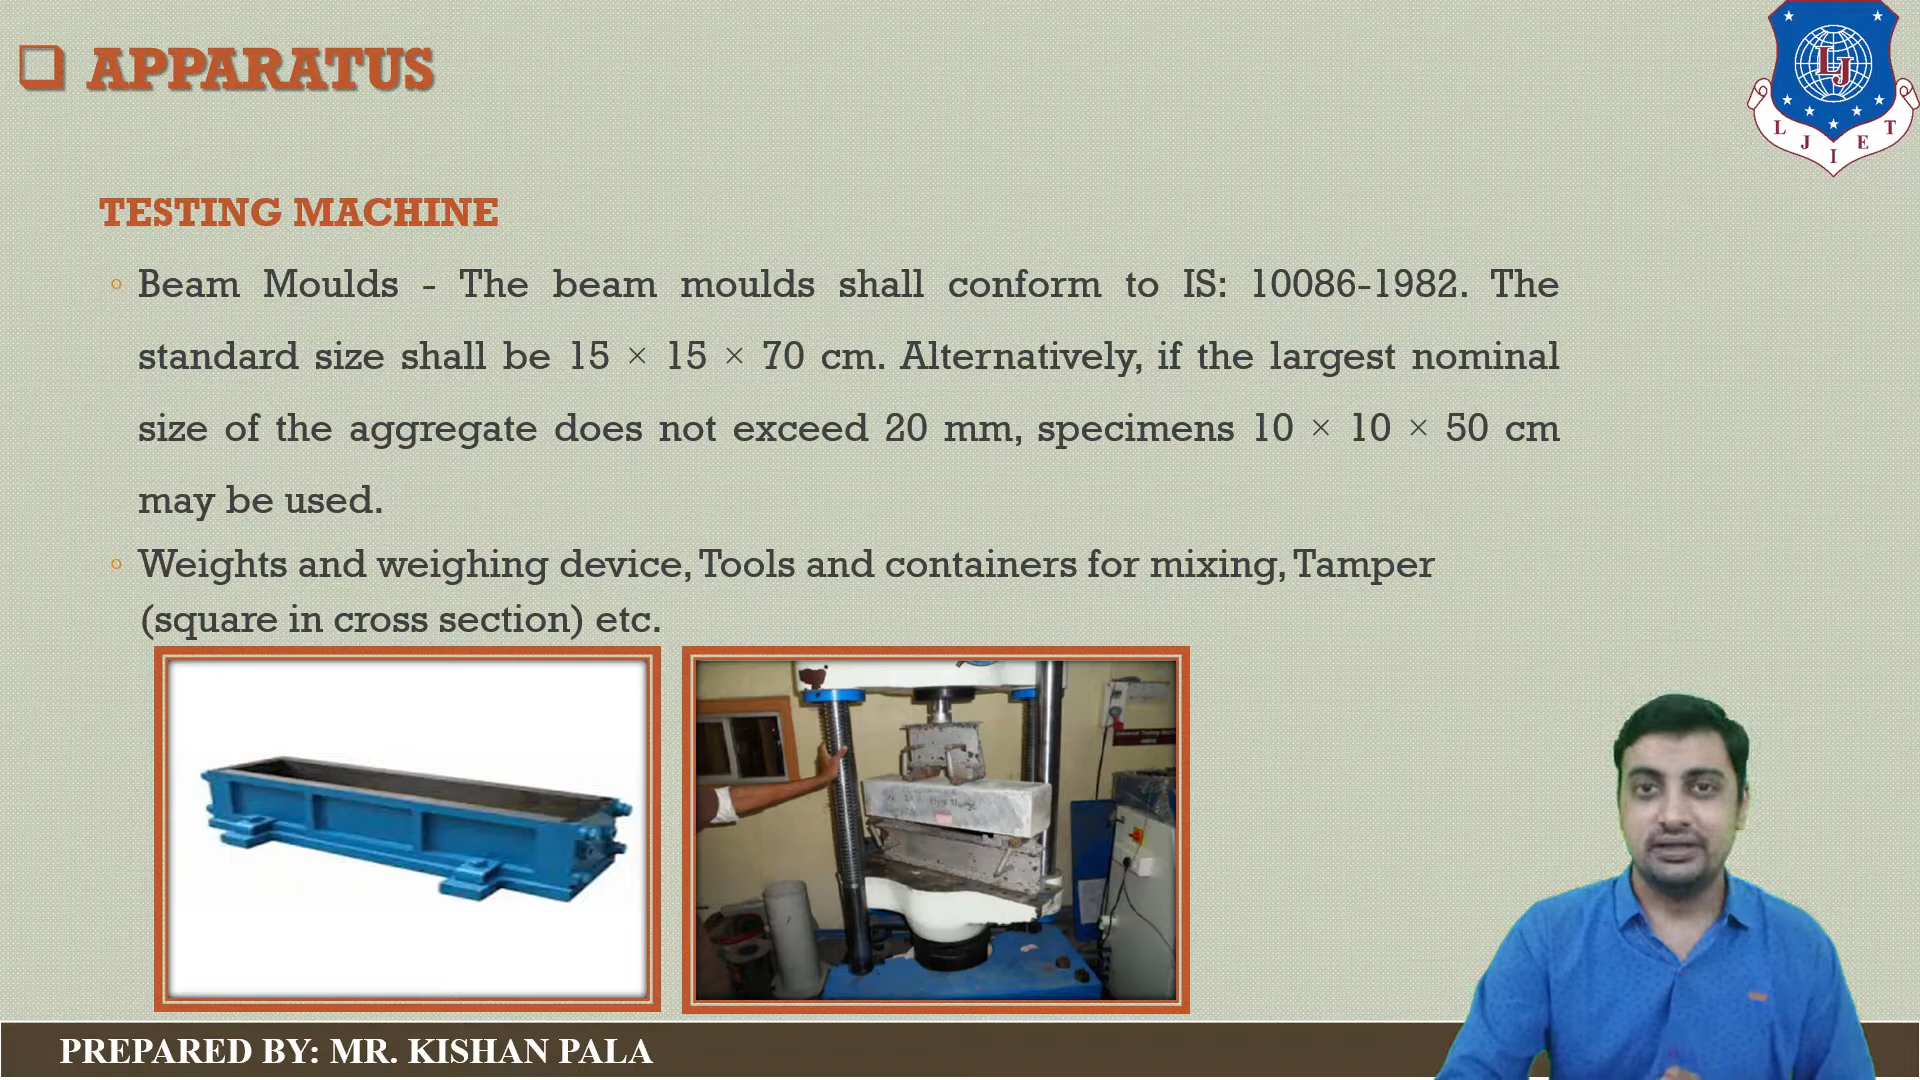 APPARATUS
LJ
L J I E T
TESTING MACHINE
Beam Moulds - The beam moulds shall conform to IS: 10086-1982. The
standard size shall be 15 × 15 × 70 cm. Alternatively, if the largest nominal
size of the aggregate does not exceed 20 mm, specimens 10 × 10 × 50 cm
may be used.
Weights and weighing device, Tools and containers for mixing, Tamper
(square in cross section) etc.
PREPARED BY: MR. KISHAN PALA